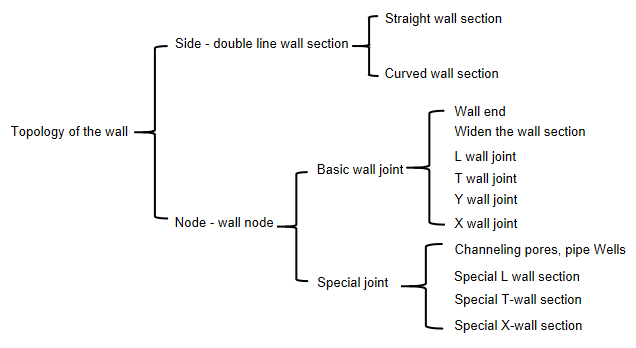 Topology of the wall
Side - double line wall section
Straight wall section
Curved wall section
Node - wall node
Basic wall joint
Wall end
Widen the wall section
L wall joint
T wall joint
Y wall joint
X wall joint
Special joint
Channeling pores, pipe Wells
Special L wall section
Special T-wall section
Special X-wall section